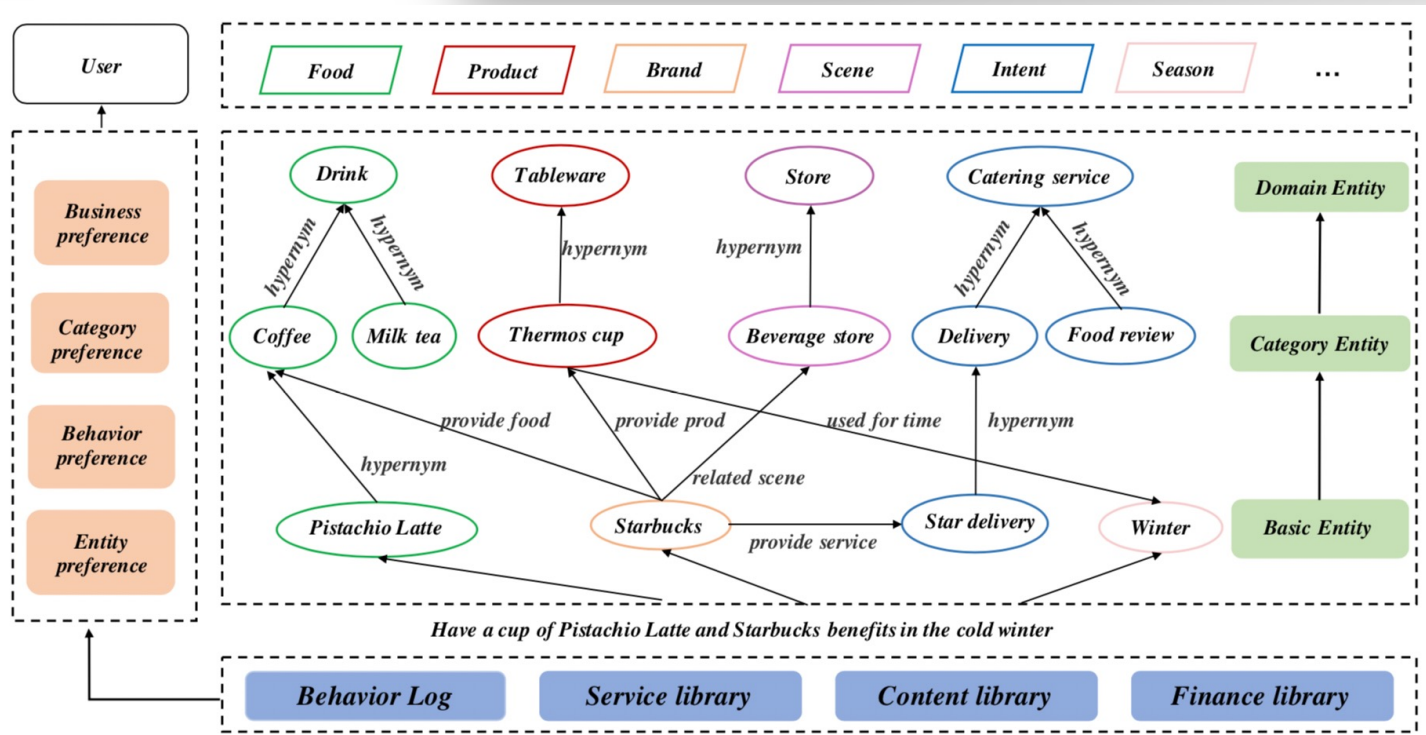 User
Food
Product
Brand
Scene
Intent
Season
...
Business
preference
Category
preference
Behavior
preference
Entity
preference
Drink
Tableware
Store
Catering service
Domain Entity
hypernym
hypernym
hypernym
hypernym
hypernym
hypernym
Coffee
Milk tea
Thermos cup
Beverage store
Delivery
Food review
Category Entity
provide food
provide prod
used for time
hypernym
hypernym
related scene
Pistachio Latte
Starbucks
provide service
Star delivery
Winter
Basic Entity
Have a cup of Pistachio Latte and Starbucks benefits in the cold winter
Behavior Log
Service library
Content library
Finance library